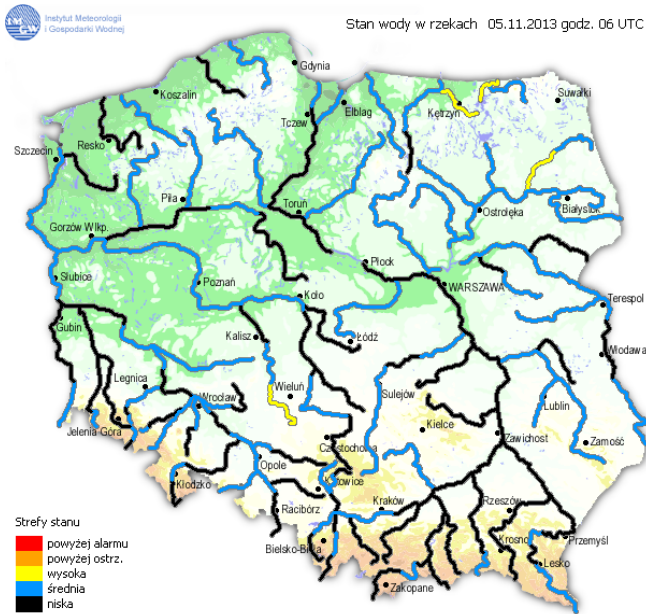 Instytut Meteorologii
i Gospodarki Wodnej
Stan wody w rzekach 05.11.2013 godz. 06 UTC
Gdynia
Koszalin
Suwałki
Elbląg
Kętrzyn
Tczew
Resko
Szczecin
Piła
Toruń
Ostrołęka
Białystok
Gorzów Wlkp.
Płock
Słubice
Poznań
WARSZAWA
Koło
Terespol
Gubin
Kalisz
Łódź
Włodawa
Legnica
Wieluń
Sulejów
Wrocław
Lublin
Jelenia Góra
Kielce
Zawichost
Zamość
Częstochowa
Opole
Kłodzko
Katowice
Racibórz
Kraków
Rzeszów
Bielsko-Biała
Krosno
Przemyśl
Lesko
Zakopane
Strefy stanu
powyżej alarmu
powyżej ostrz.
wysoka
średnia
niska